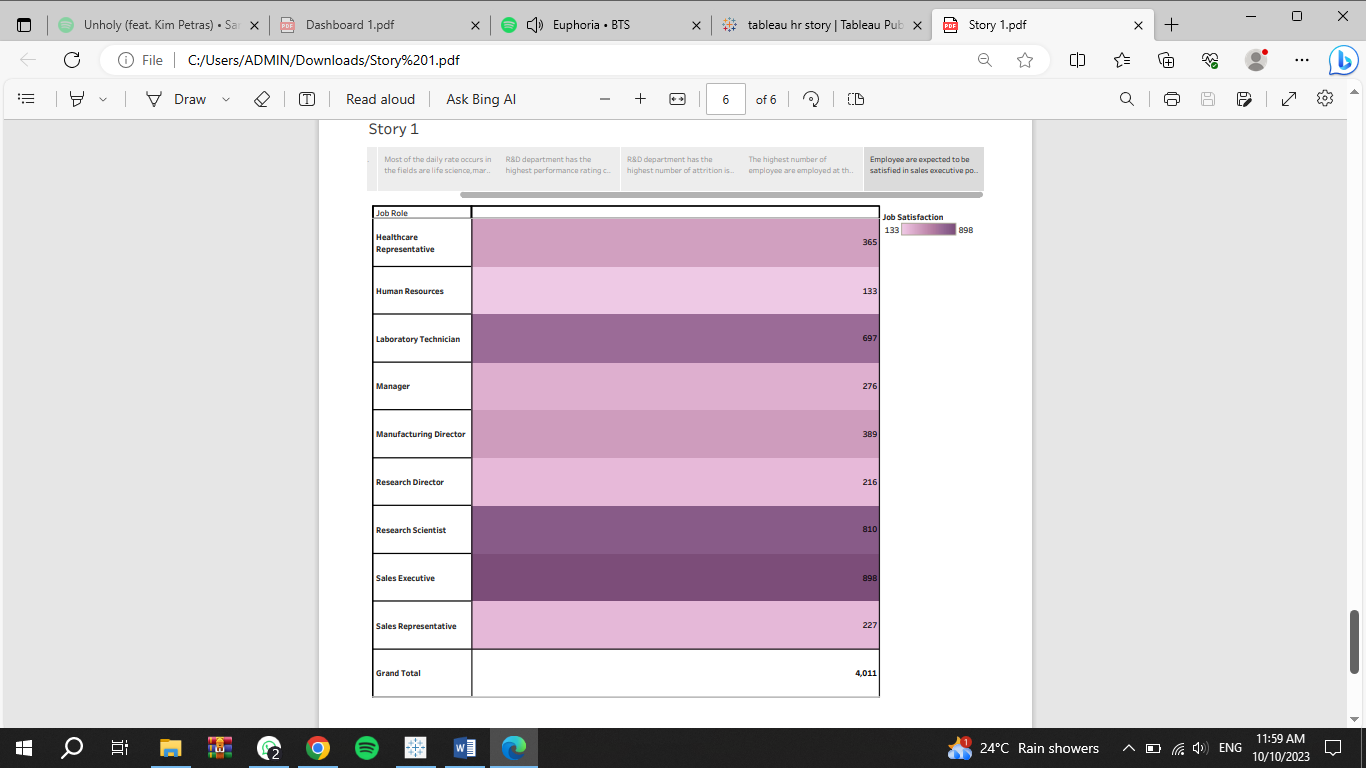 Unholy (feat. Kim Petras) • Sa
Dashboard 1.pdf
Euphoria • BTS
tableau hr story | Tableau Pub
Story 1.pdf
File
C:/Users/ADMIN/Downloads/Story%201.pdf
Draw
Read aloud
Ask Bing AI
6
of 6
Story 1
Most of the daily rate occurs in
the fields are life science,mar..
R&D department has the
highest performance rating c..
R&D department has the
highest number of attrition is..
The highest number of
employee are employed at th..
Employee are expected to be
satisfied in sales executive po..
Job Role
Job Satisfaction
133
898
Healthcare
Representative
365
Human Resources
133
Laboratory Technician
697
Manager
276
Manufacturing Director
389
Research Director
216
Research Scientist
810
Sales Executive
898
Sales Representative
227
Grand Total
4,011
2
1
24°C Rain showers
ENG
11:59 AM
10/10/2023